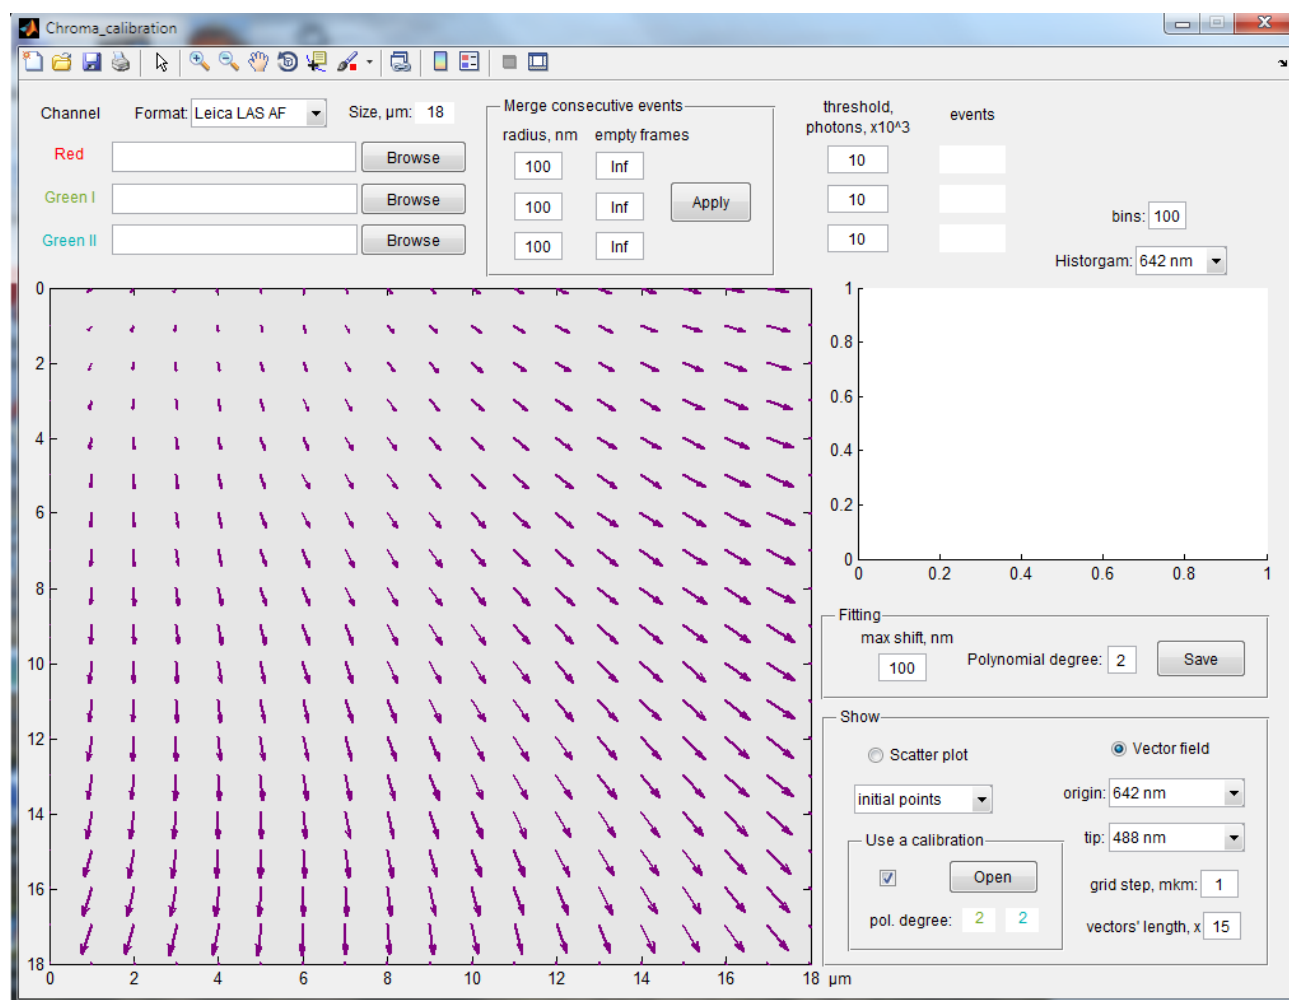 Chroma_calibration
Channel Format: Leica LAS AF Size, µm: 18
Merge consecutive events
threshold, photons, x10^3
events
radius, nm empty frames
Red Browse 100 Inf 10
Green I Browse 100 Inf Apply 10
Green II Browse 100 Inf 10
bins: 100
Historgam: 642 nm
0
2
4
6
8
10
12
14
16
18
0 2 4 6 8 10 12 14 16 18 µm
1
0.8
0.6
0.4
0.2
0
0 0.2 0.4 0.6 0.8 1
Fitting
max shift, nm
100 Polynomial degree: 2 Save
Show
Scatter plot Vector field
initial points origin: 642 nm
Use a calibration tip: 488 nm
Open grid step, mkm: 1
pol. degree: 2 2 vectors' length, x 15